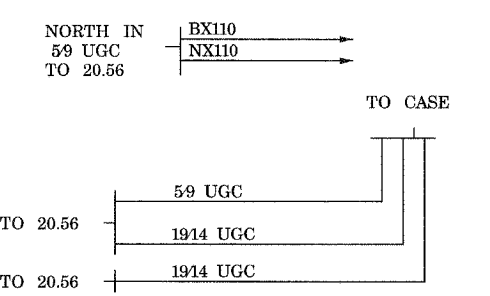 NORTH IN
5/9 UGC
TO 20.56
BX110
NX110
TO CASE
5/9 UGC
TO 20.56
19/14 UGC
19/14 UGC
TO 20.56